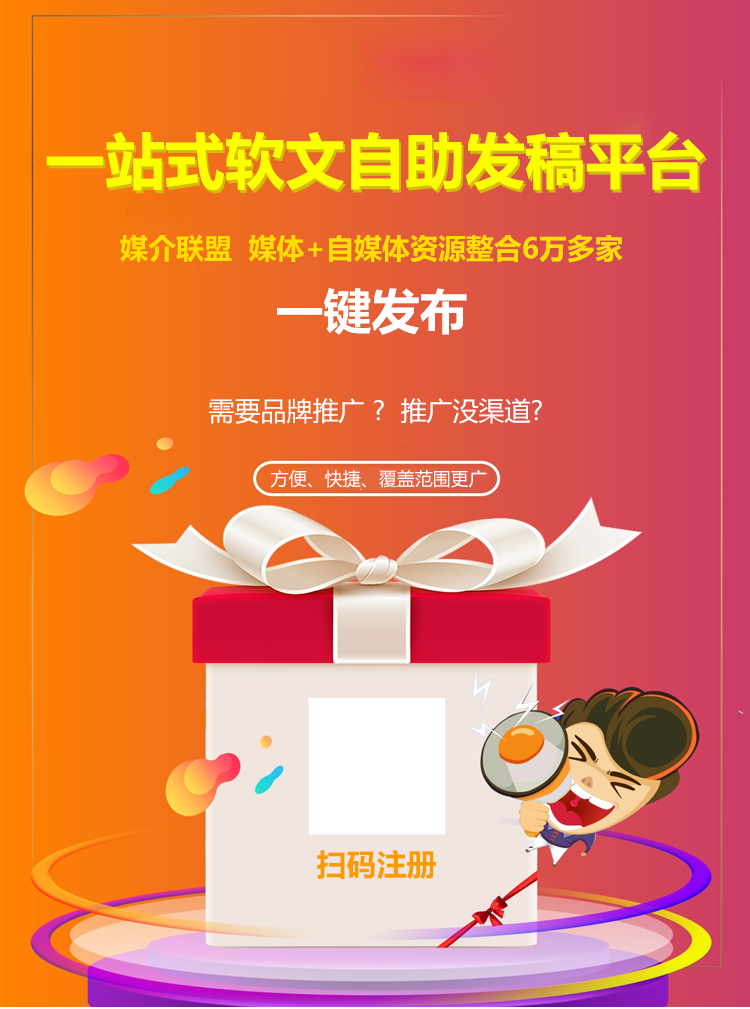 一站式软文自助发稿平台
媒介联盟 媒体+自媒体资源整合6万多家
一键发布
需要品牌推广？ 推广没渠道?
方便、快捷、覆盖范围更广
扫码注册